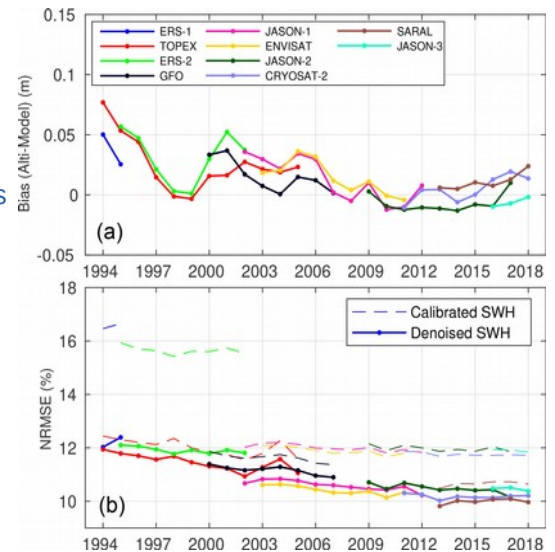 0.15
ERS-1
TOPEX
ERS-2
GFO
JASON-1
ENVISAT
JASON-2
CRYOSAT-2
SARAL
JASON-3
0.1
0.05
0
-0.05
Bias (Alti-Model) (m)
s
(a)
1994 1997 2000 2003 2006 2009 2012 2015 2018
18
16
14
12
10
NRMSE (%)
Calibrated SWH
Denoised SWH
(b)
1994 1997 2000 2003 2006 2009 2012 2015 2018